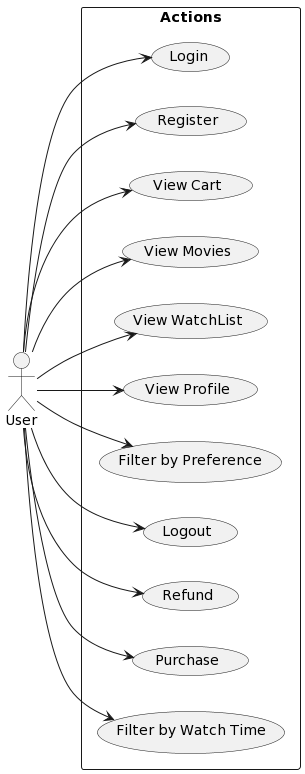 Actions
Login
Register
View Cart
View Movies
View WatchList
View Profile
User
Filter by Preference
Logout
Refund
Purchase
Filter by Watch Time